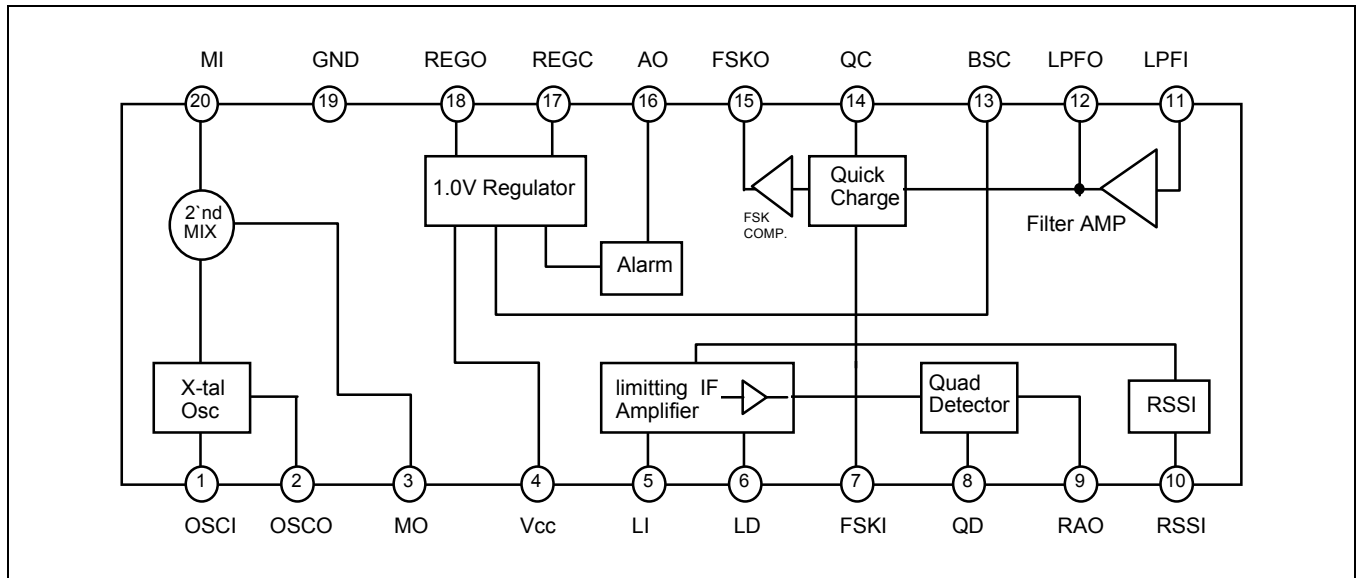 MI GND REGO REGC AO FSKO QC BSC LPFO LPFI
20 19 18 17 16 15 14 13 12 11
1.0V Regulator
Quick
Charge
2`nd
MIX
FSK
COMP.
Filter AMP
Alarm
X-tal
Osc
limitting IF
Amplifier
Quad
Detector
RSSI
1 2 3 4 5 6 7 8 9 10
OSCI OSCO MO Vcc LI LD FSKI QD RAO RSSI